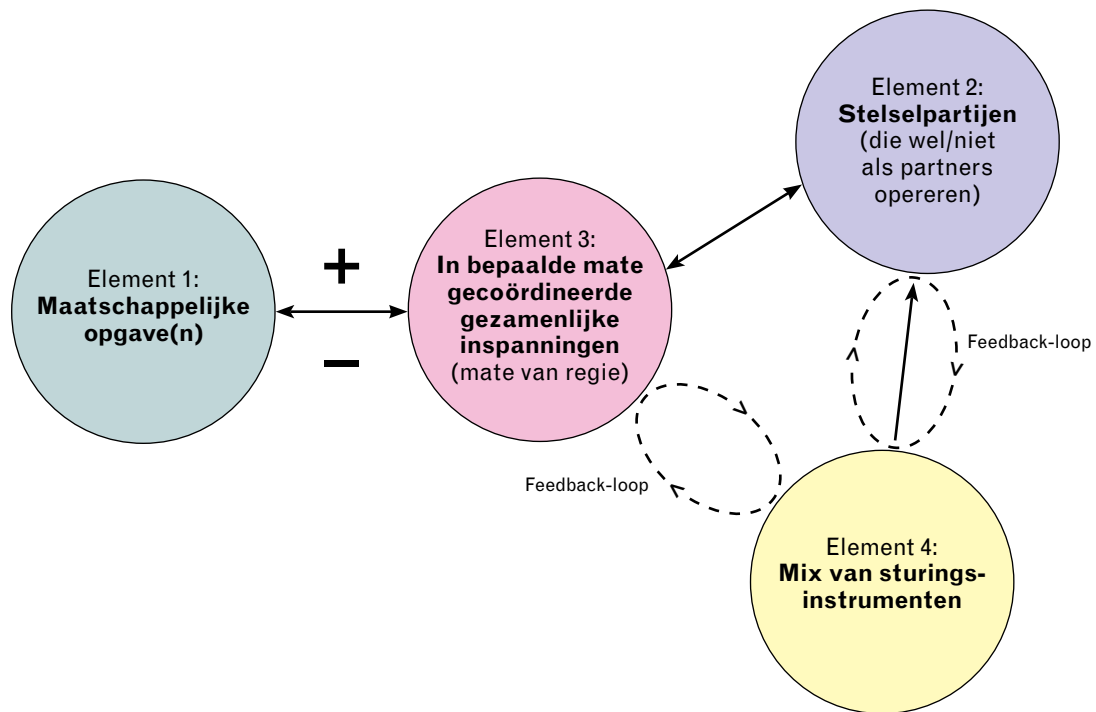 Element 1:
Maatschappelijke
opgave(n)
+
−
Element 3:
In bepaalde mate
gecoördineerde
gezamenlijke
inspanningen
(mate van regie)
Element 2:
Stelselpartijen
(die wel/niet
als partners
opereren)
Feedback-loop
Feedback-loop
Element 4:
Mix van sturings-
instrumenten